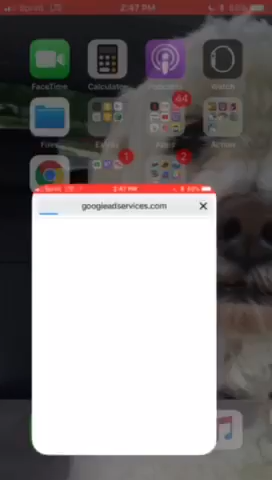 Sprint LTE 2:47 PM
FaceTime Calculator Podcasts Watch
44
Files Extras Apps Action
1 2
2:47 PM
googleadservices.com